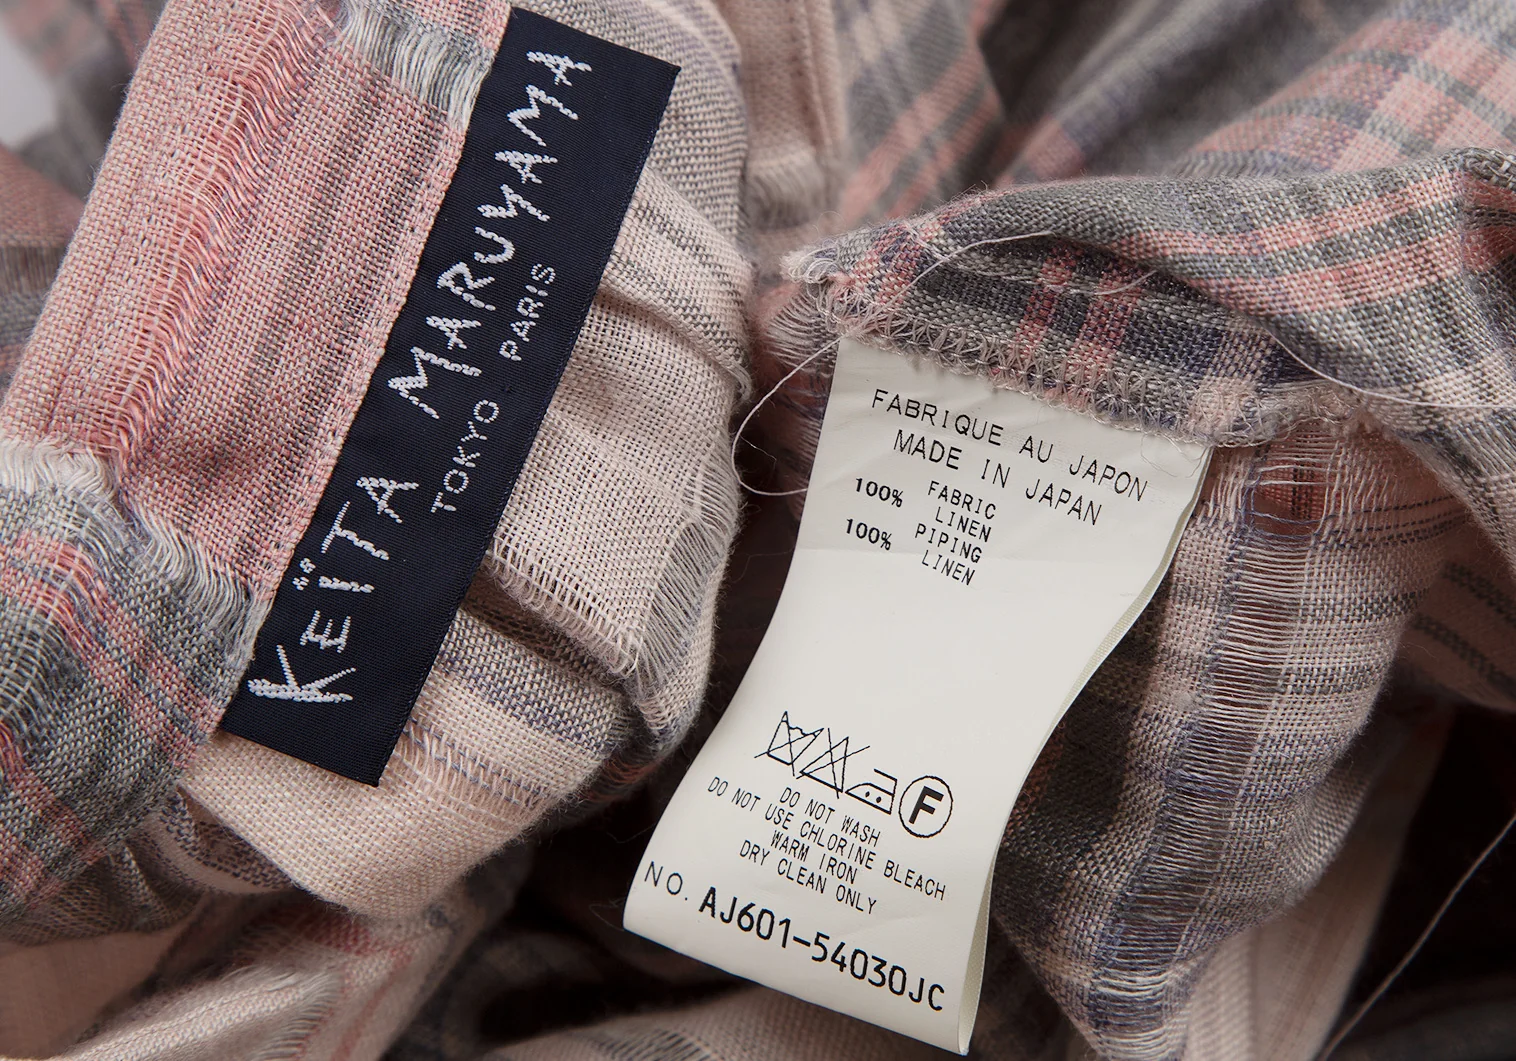 KEÏTA MARUYAMA
TOKYO PARIS
FABRIQUE AU JAPON
MADE IN JAPAN
100% FABRIC
LINEN
100% PIPING
LINEN
F
DO NOT WASH
DO NOT USE CHLORINE BLEACH
WARM IRON
DRY CLEAN ONLY
NO. AJ601-54030JC